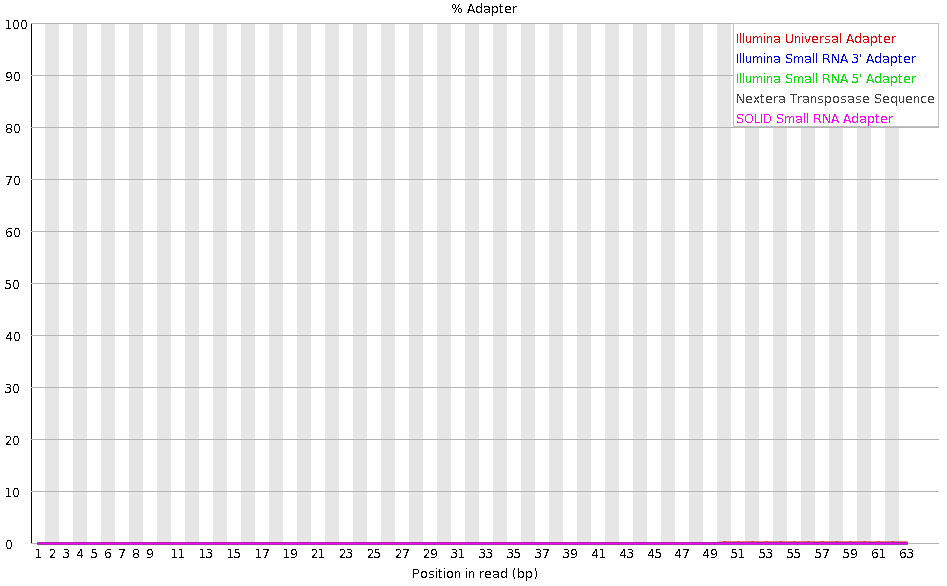 % Adapter
100
90
80
70
60
50
40
30
20
10
0
Illumina Universal Adapter
Illumina Small RNA 3' Adapter
Illumina Small RNA 5' Adapter
Nextera Transposase Sequence
SOLID Small RNA Adapter
1 2 3 4 5 6 7 8 9 11 13 15 17 19 21 23 25 27 29 31 33 35 37 39 41 43 45 47 49 51 53 55 57 59 61 63
Position in read (bp)